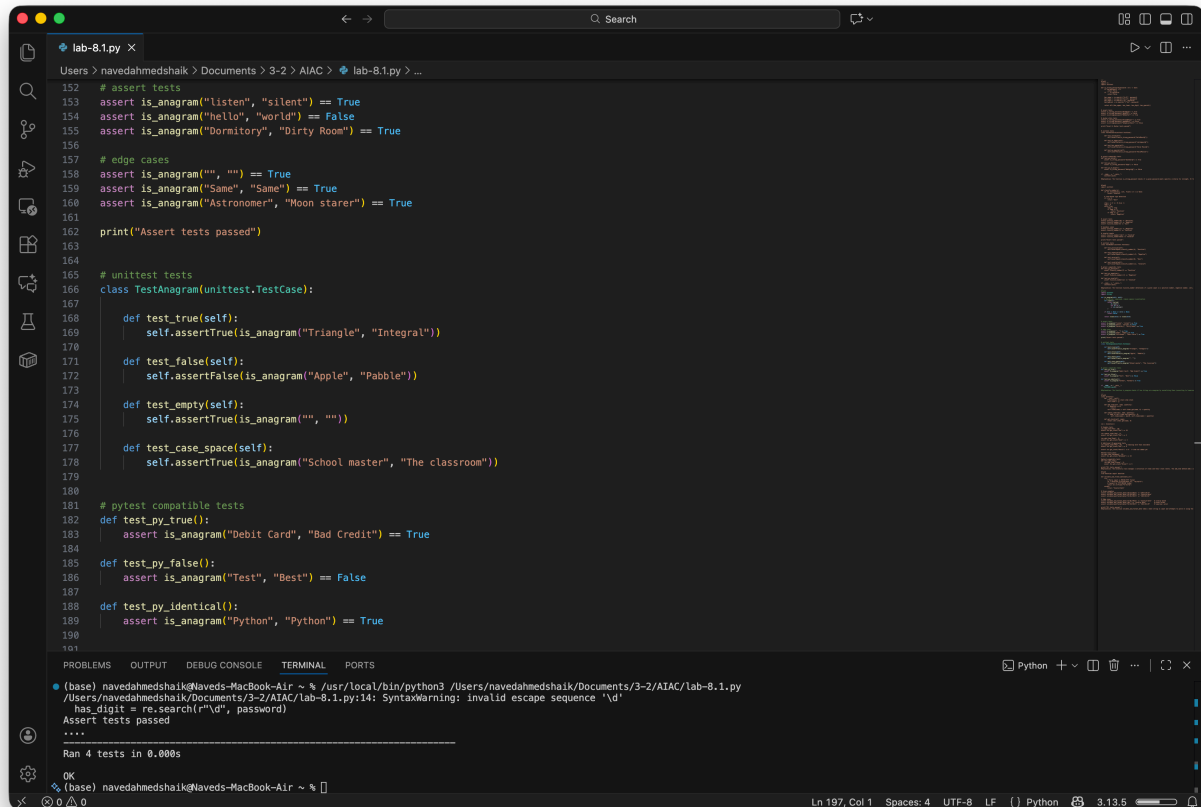 Search
lab-8.1.py
Users > navedahmedshaik > Documents > 3-2 > AIAC > lab-8.1.py > ...
152 # assert tests
153 assert is_anagram("listen", "silent") == True
154 assert is_anagram("hello", "world") == False
155 assert is_anagram("Dormitory", "Dirty Room") == True
156
157 # edge cases
158 assert is_anagram("", "") == True
159 assert is_anagram("Same", "Same") == True
160 assert is_anagram("Astronomer", "Moon starer") == True
161
162 print("Assert tests passed")
163
164
165 # unittest tests
166 class TestAnagram(unittest.TestCase):
167
168     def test_true(self):
169         self.assertTrue(is_anagram("Triangle", "Integral"))
170
171     def test_false(self):
172         self.assertFalse(is_anagram("Apple", "Pabble"))
173
174     def test_empty(self):
175         self.assertTrue(is_anagram("", ""))
176
177     def test_case_space(self):
178         self.assertTrue(is_anagram("School master", "The classroom"))
179
180
181 # pytest compatible tests
182 def test_py_true():
183     assert is_anagram("Debit Card", "Bad Credit") == True
184
185 def test_py_false():
186     assert is_anagram("Test", "Best") == False
187
188 def test_py_identical():
189     assert is_anagram("Python", "Python") == True
190
191
PROBLEMS OUTPUT DEBUG CONSOLE TERMINAL PORTS Python
(base) navedahmedshaik@Naveds-MacBook-Air ~ % /usr/local/bin/python3 /Users/navedahmedshaik/Documents/3-2/AIAC/lab-8.1.py
/Users/navedahmedshaik/Documents/3-2/AIAC/lab-8.1.py:14: SyntaxWarning: invalid escape sequence '\d'
  has_digit = re.search(r"\d", password)
Assert tests passed
....
----------------------------------------------------------------------
Ran 4 tests in 0.000s
OK
(base) navedahmedshaik@Naveds-MacBook-Air ~ %
0 0 Ln 197, Col 1 Spaces: 4 UTF-8 LF { } Python 3.13.5